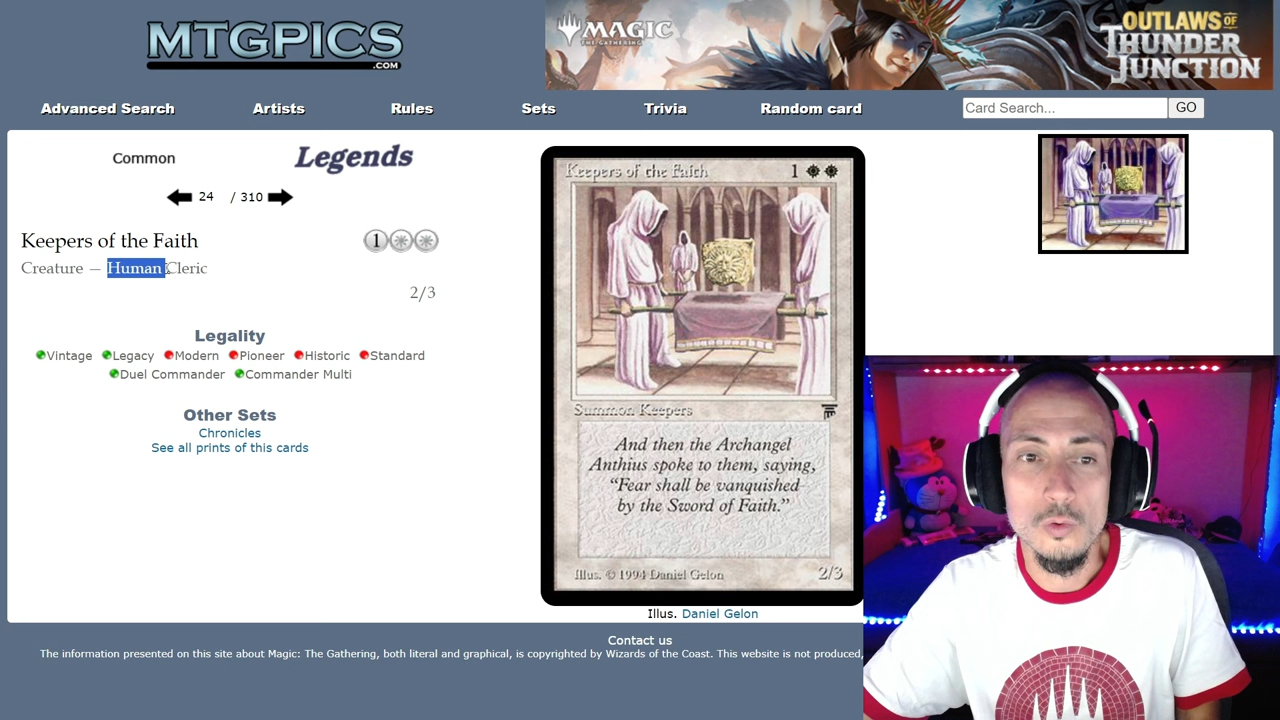 MTGPICS
.COM
MAGIC
THE GATHERING
OUTLAWS OF
THUNDER
JUNCTION
Advanced Search
Artists
Rules
Sets
Trivia
Random card
Card Search...
GO
Common
Legends
24 / 310
Keepers of the Faith
1
Creature — Human Cleric
2/3
Legality
Vintage Legacy Modern Pioneer Historic Standard
Duel Commander Commander Multi
Other Sets
Chronicles
See all prints of this cards
Keepers of the Faith 1
Summon Keepers
And then the Archangel
Anthius spoke to them, saying,
“Fear shall be vanquished
by the Sword of Faith.”
Illus. © 1994 Daniel Gelon 2/3
Illus. Daniel Gelon
Contact us
The information presented on this site about Magic: The Gathering, both literal and graphical, is copyrighted by Wizards of the Coast. This website is not produced,